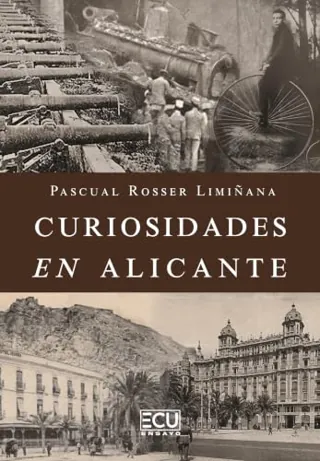 Pascual Rosser Limiñana
CURIOSIDADES
EN ALICANTE
ECU
ENSAYO